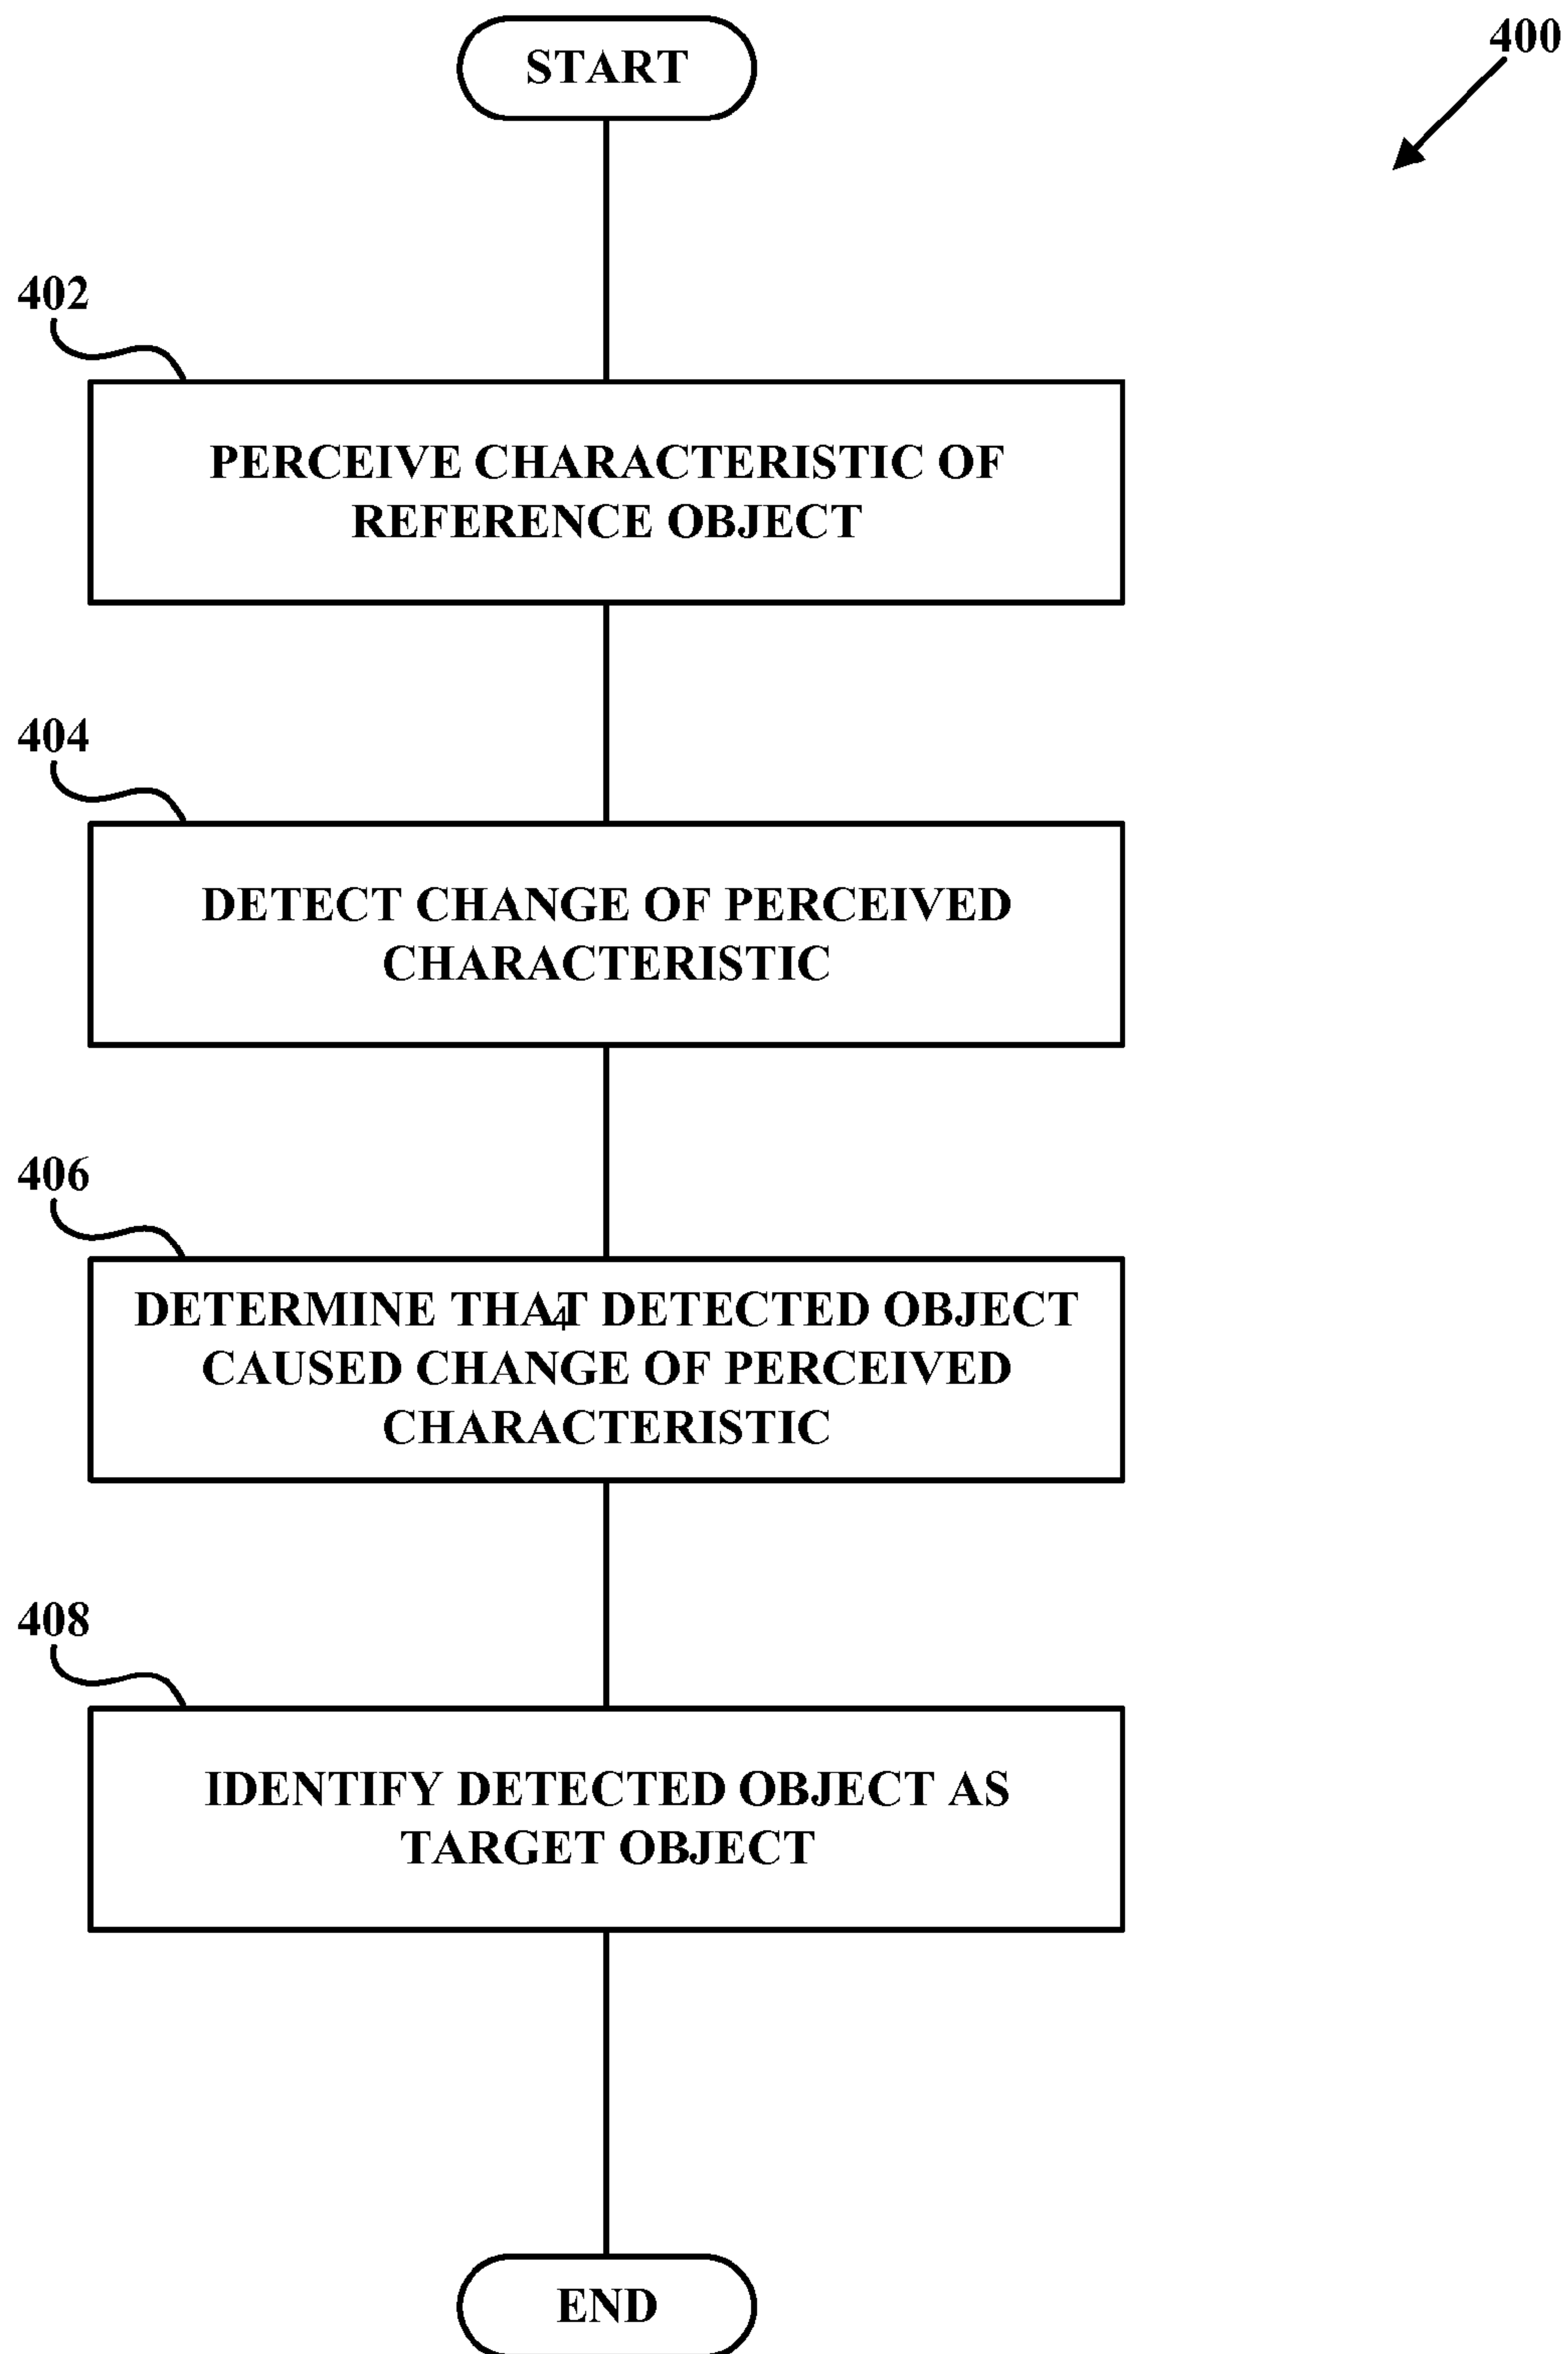 START
400
402
PERCEIVE CHARACTERISTIC OF
REFERENCE OBJECT
404
DETECT CHANGE OF PERCEIVED
CHARACTERISTIC
406
DETERMINE THAT DETECTED OBJECT
4
CAUSED CHANGE OF PERCEIVED
CHARACTERISTIC
408
IDENTIFY DETECTED OBJECT AS
TARGET OBJECT
END